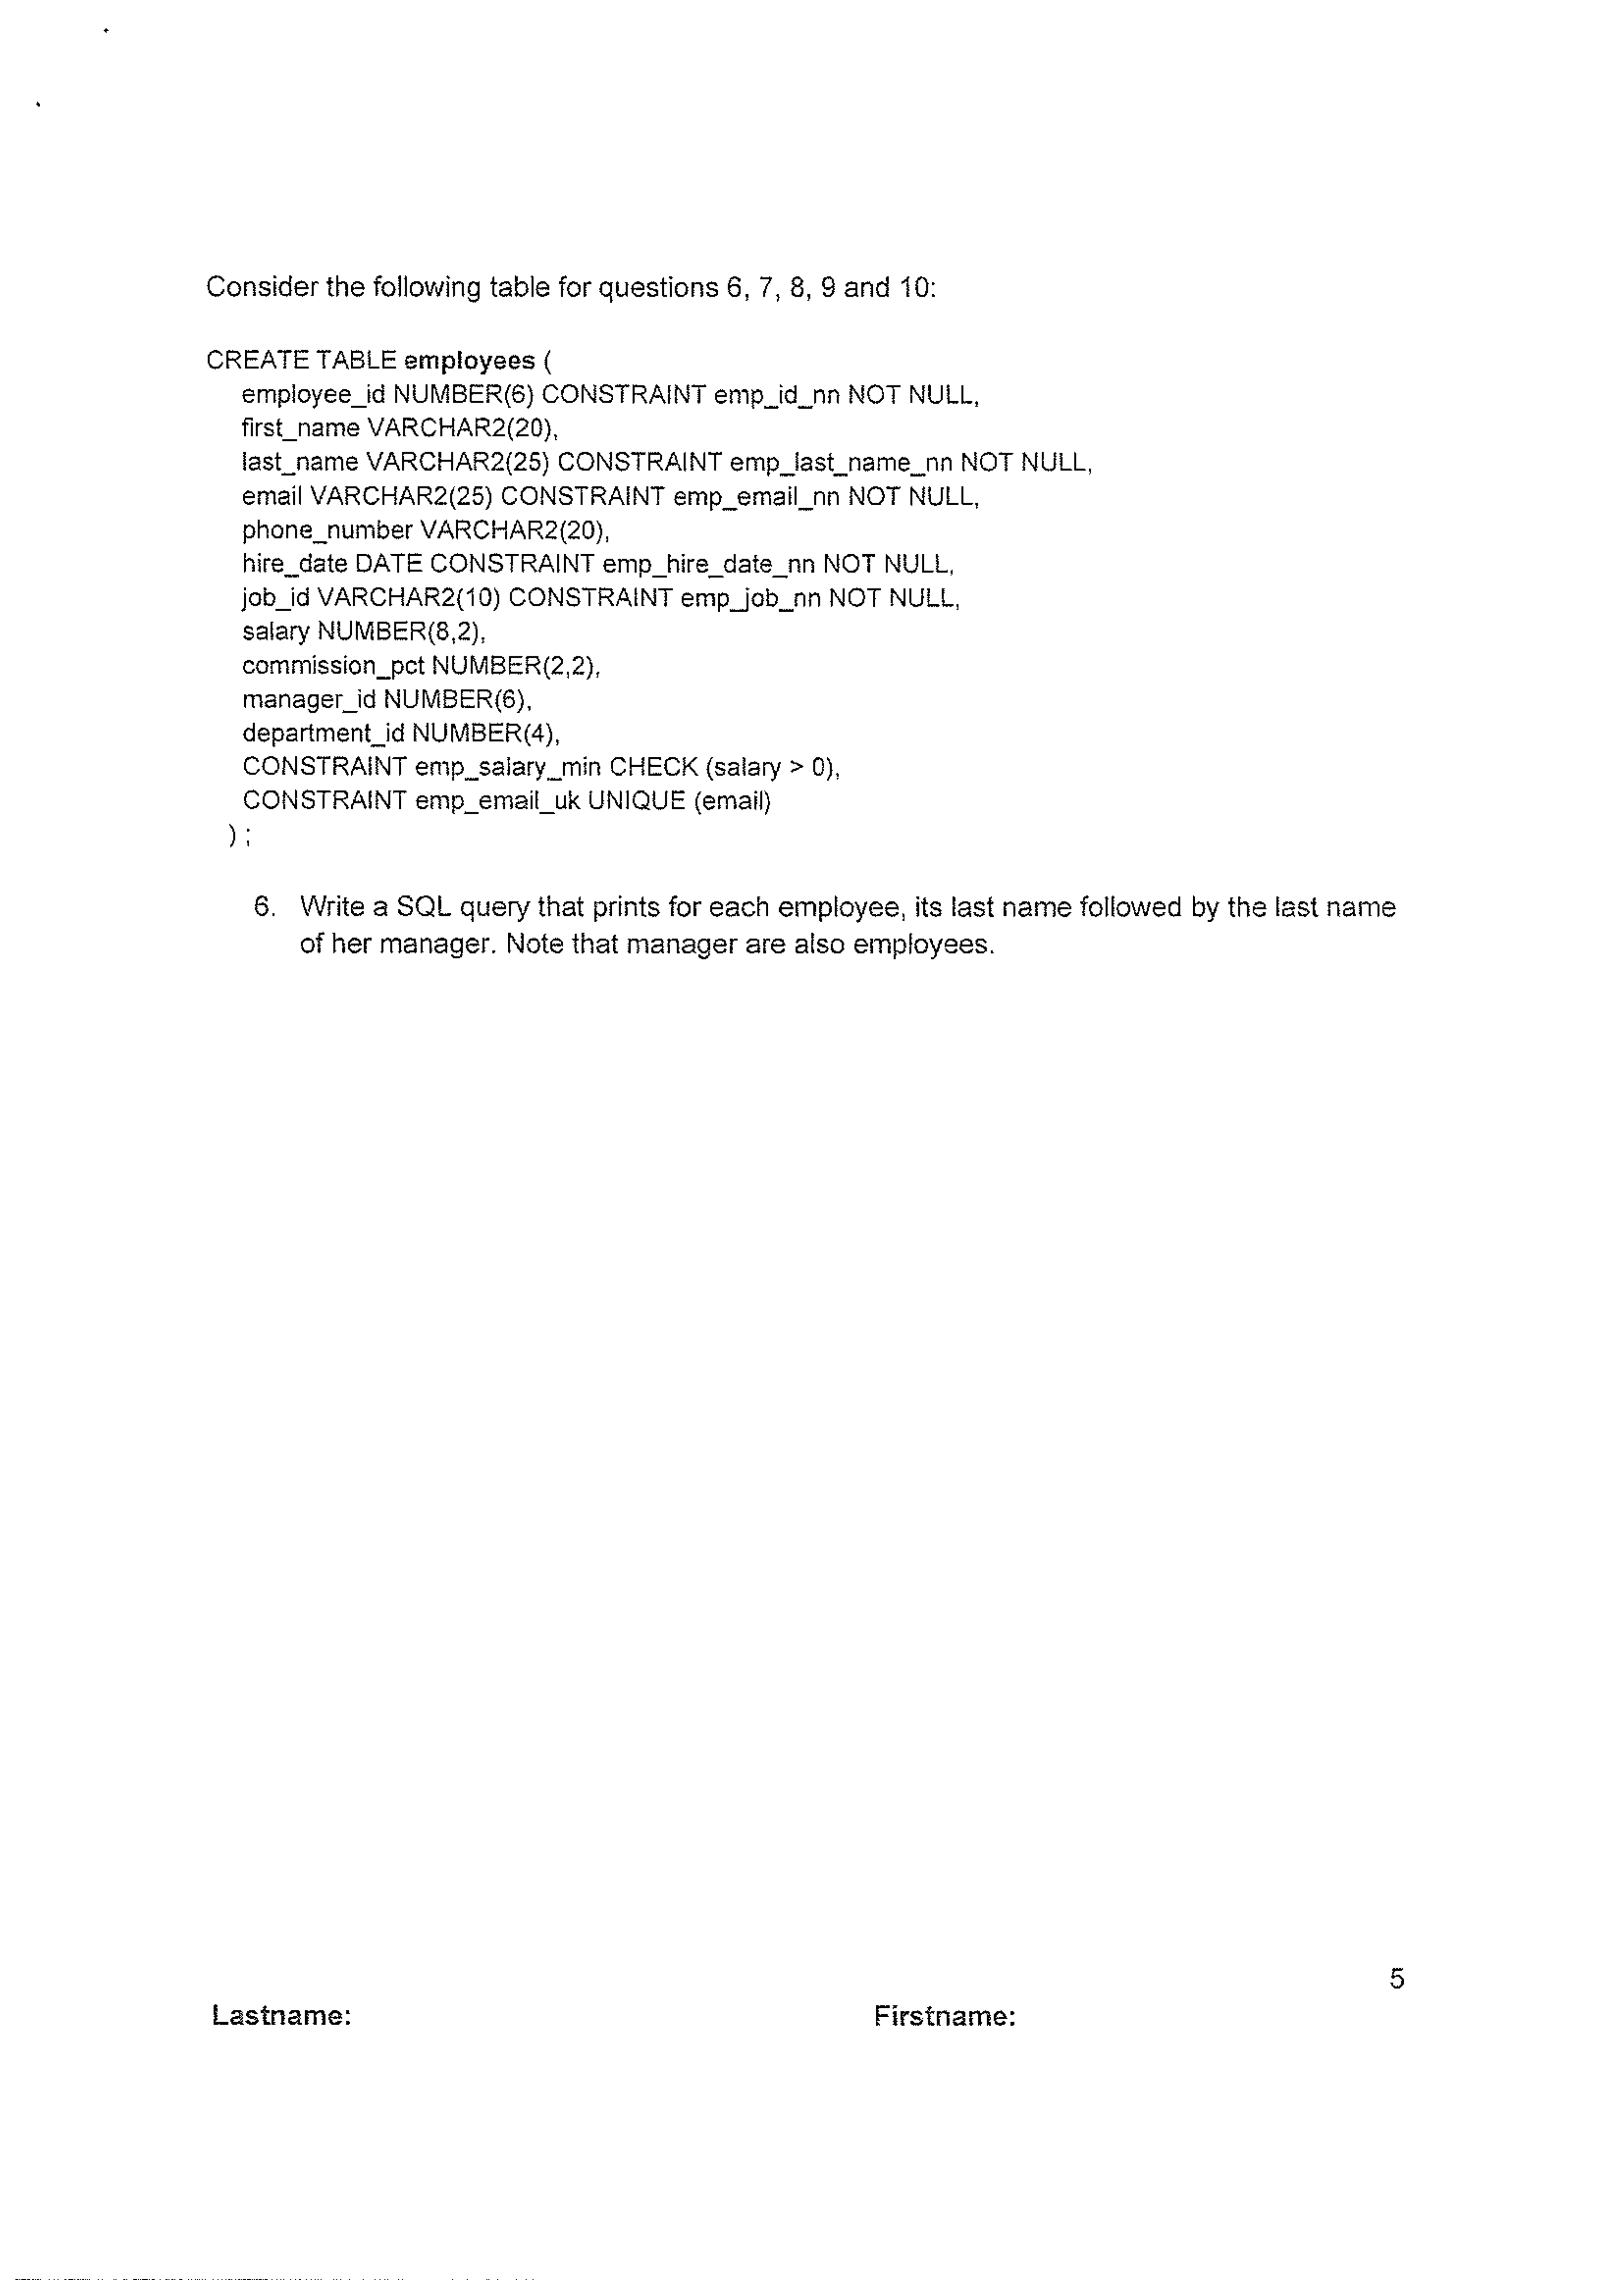 Consider the following table for questions 6, 7, 8, 9 and 10:
CREATE TABLE employees (
employee_id NUMBER(6) CONSTRAINT emp_id_nn NOT NULL,
first_name VARCHAR2(20),
last_name VARCHAR2(25) CONSTRAINT emp_last_name_nn NOT NULL,
email VARCHAR2(25) CONSTRAINT emp_email_nn NOT NULL,
phone_number VARCHAR2(20),
hire_date DATE CONSTRAINT emp_hire_date_nn NOT NULL,
job_id VARCHAR2(10) CONSTRAINT emp_job_nn NOT NULL,
salary NUMBER(8,2),
commission_pct NUMBER(2,2),
manager_id NUMBER(6),
department_id NUMBER(4),
CONSTRAINT emp_salary_min CHECK (salary > 0),
CONSTRAINT emp_email_uk UNIQUE (email)
) ;
6. Write a SQL query that prints for each employee, its last name followed by the last name
of her manager. Note that manager are also employees.
5
Lastname: Firstname: